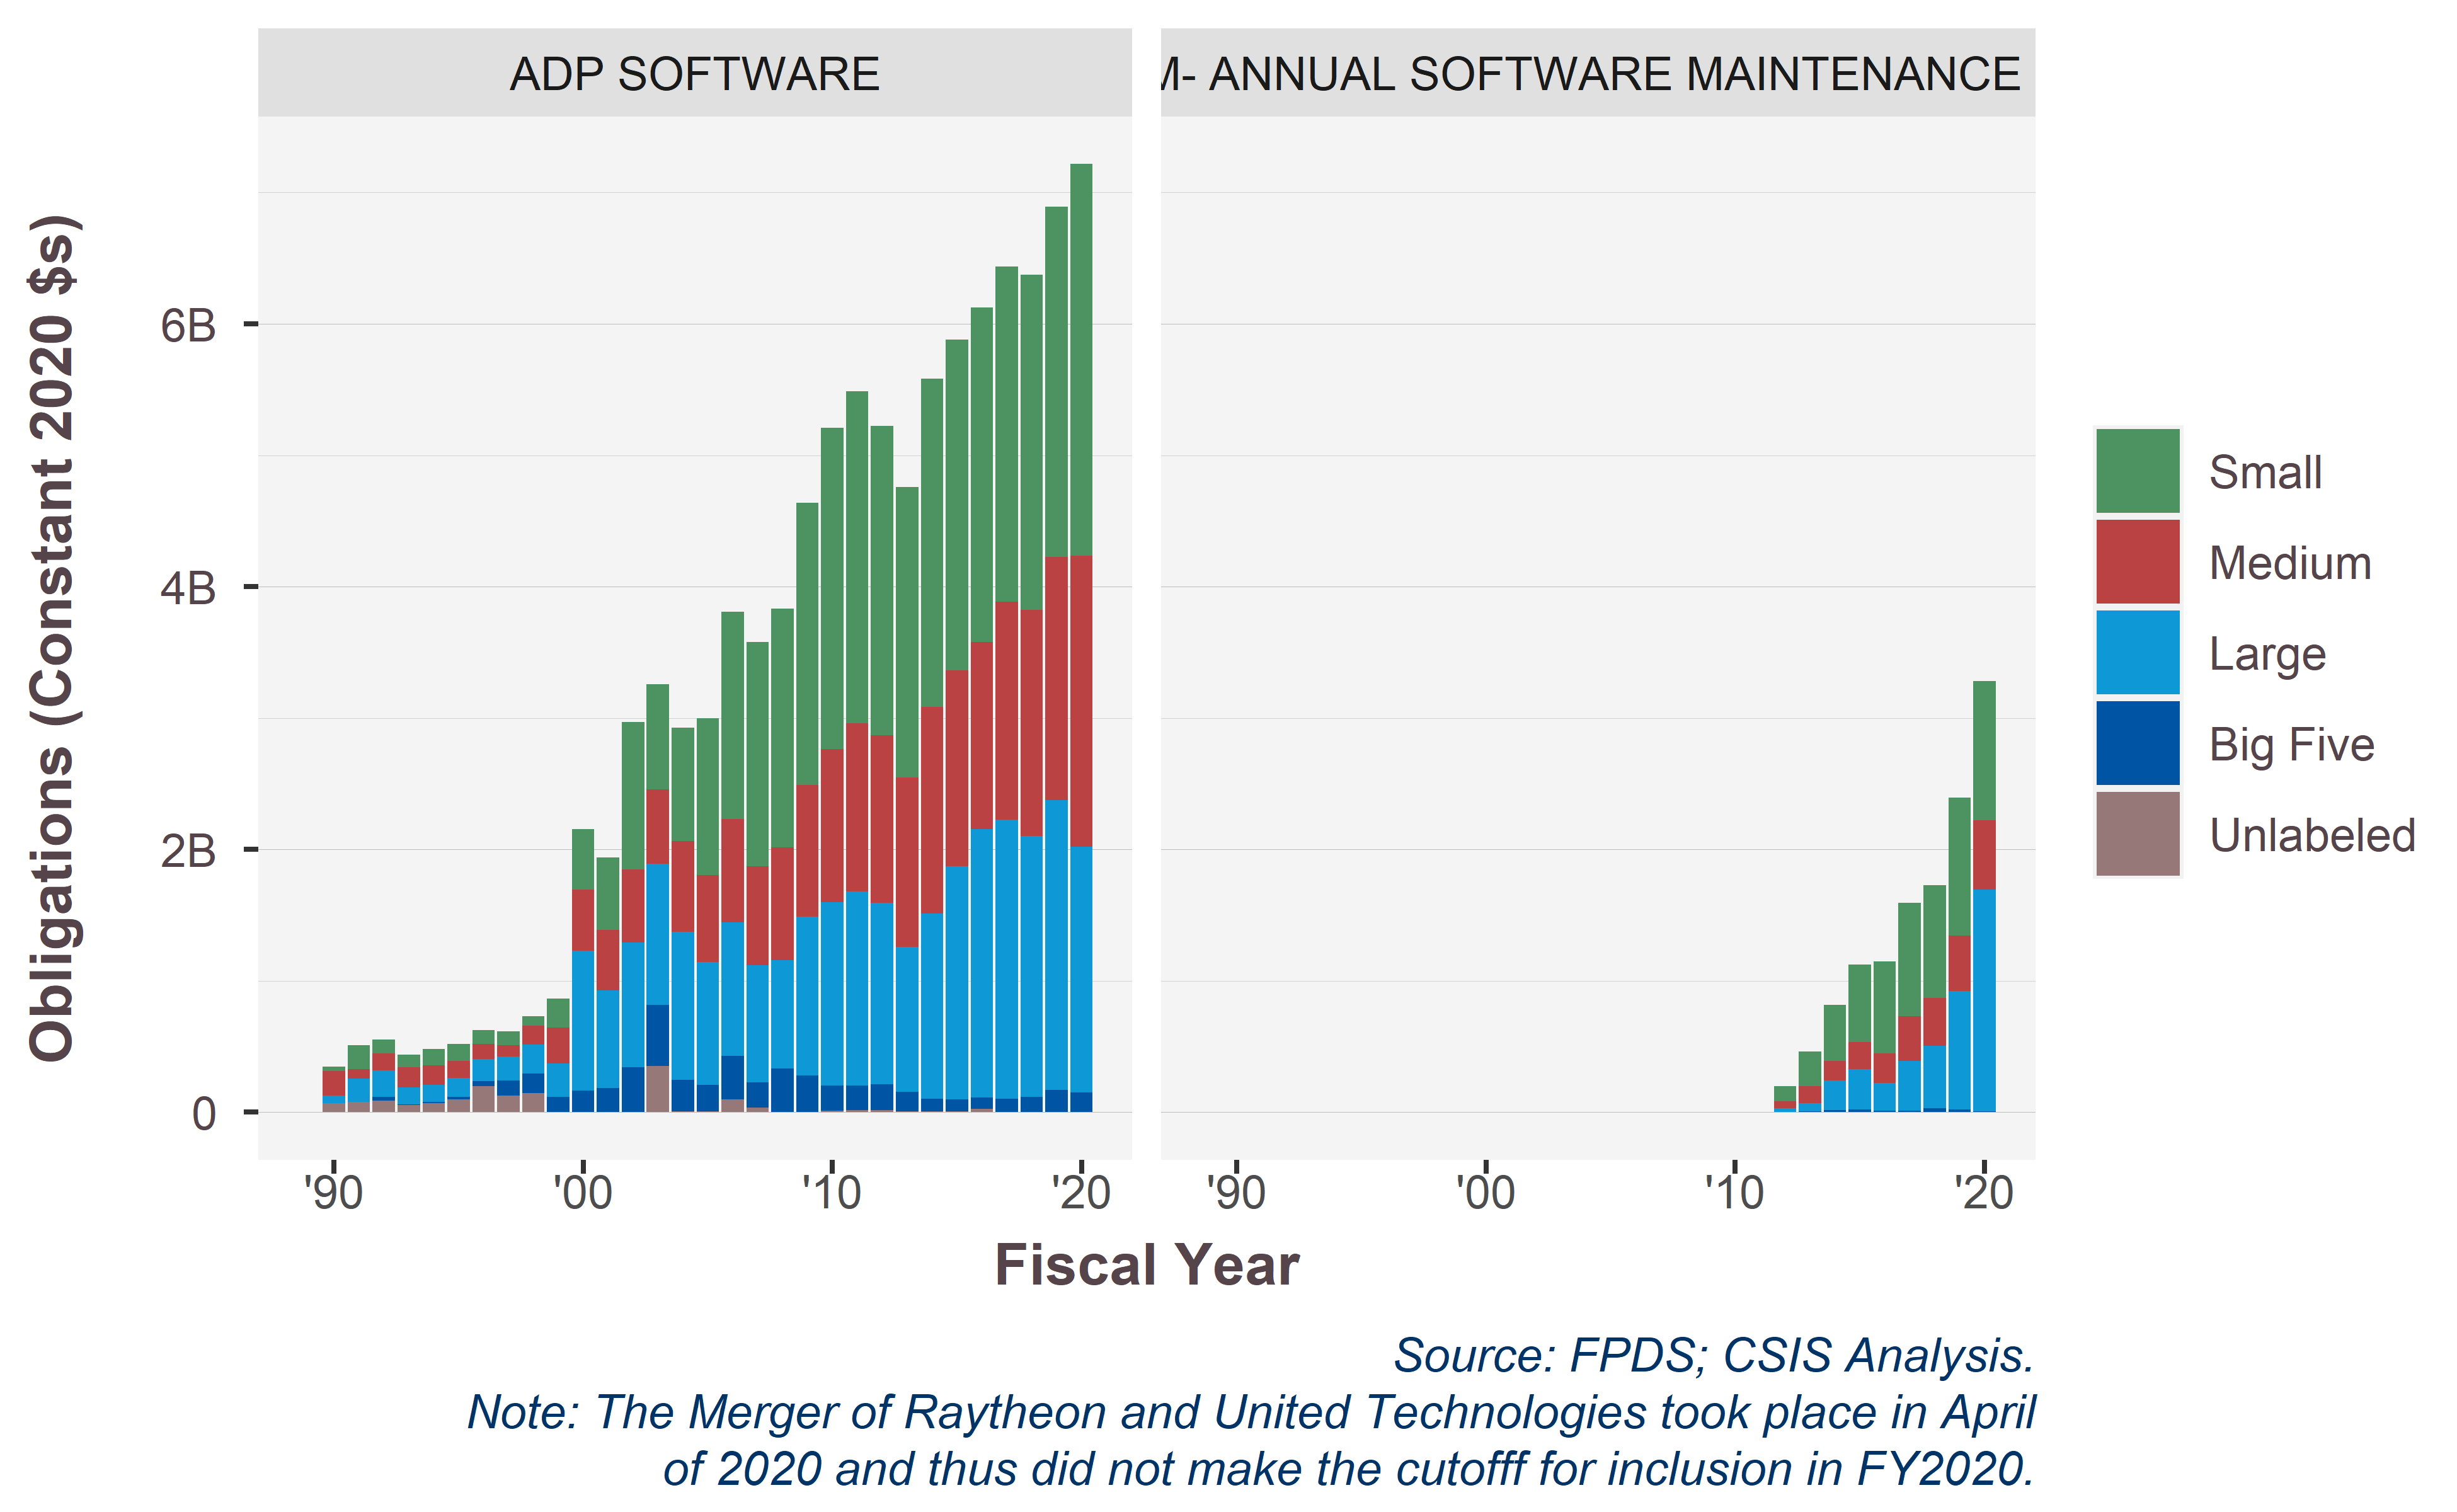 ADP SOFTWARE
M- ANNUAL SOFTWARE MAINTENANCE
Obligations (Constant 2020 $s)
6B
4B
2B
0
'90
'00
'10
'20
'90
'00
'10
'20
Fiscal Year
Small
Medium
Large
Big Five
Unlabeled
Source: FPDS; CSIS Analysis.
Note: The Merger of Raytheon and United Technologies took place in April
of 2020 and thus did not make the cutofff for inclusion in FY2020.